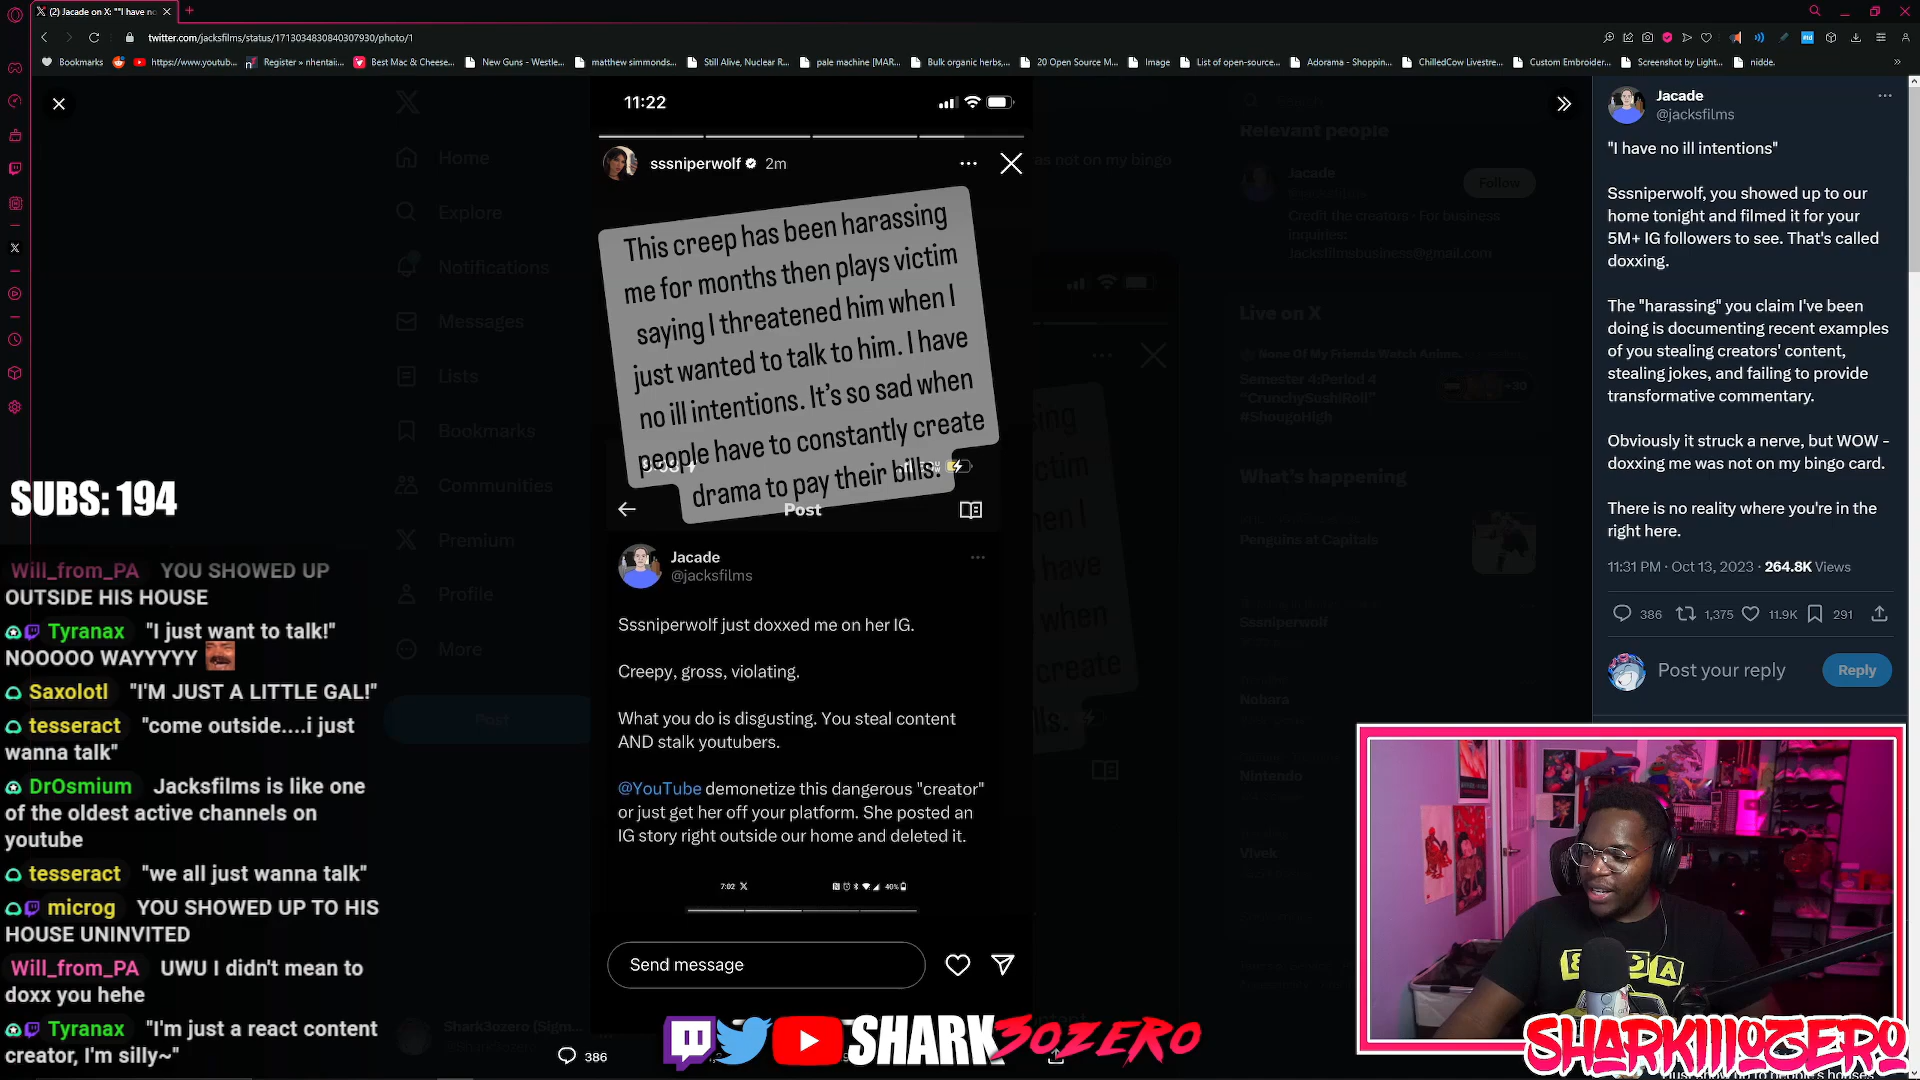 (2) Jacade on X: ""I have no
twitter.com/jacksfilms/status/1713034830840307930/photo/1
Bookmarks
https://www.youtub...
Register » nhentai...
Best Mac & Cheese...
New Guns - Westle...
matthew simmonds...
Still Alive, Nuclear R...
pale machine [MAR...
Bulk organic herbs,...
20 Open Source M...
Image
List of open-source...
Adorama - Shoppin...
ChilledCow Livestre...
Custom Embroider...
Screenshot by Light...
nidde.
Home
Explore
Notifications
Messages
Lists
Bookmarks
Communities
Premium
Profile
More
Post
SUBS: 194
Will_from_PA YOU SHOWED UP
OUTSIDE HIS HOUSE
Tyranax "I just want to talk!"
NOOOOO WAYYYYY
Saxolotl "I'M JUST A LITTLE GAL!"
tesseract "come outside....i just
wanna talk"
DrOsmium Jacksfilms is like one
of the oldest active channels on
youtube
tesseract "we all just wanna talk"
microg YOU SHOWED UP TO HIS
HOUSE UNINVITED
Will_from_PA UWU I didn't mean to
doxx you hehe
Tyranax "I'm just a react content
creator, I'm silly~"
11:22
sssniperwolf 2m
This creep has been harassing
me for months then plays victim
saying I threatened him when I
just wanted to talk to him. I have
no ill intentions. It's so sad when
people have to constantly create
drama to pay their bills.
Post
Jacade
@jacksfilms
Sssniperwolf just doxxed me on her IG.
Creepy, gross, violating.
What you do is disgusting. You steal content
AND stalk youtubers.
@YouTube demonetize this dangerous "creator"
or just get her off your platform. She posted an
IG story right outside our home and deleted it.
7:02 X
40%
Send message
386
SHARK30ZERO
was not on my bingo
Relevant people
Jacade
@jacksfilms
Follow
Credit the creators · For business
inquiries:
jacksfilmsbusiness@gmail.com
Live on X
None Of My Friends Watch Anime.
Semester 4:Period 4
"CrunchySushiRoll"
#ShougoHigh
+30
What's happening
Penguins at Capitals
Sssniperwolf
Nobara
Nintendo
Vivek
Jacade
@jacksfilms
"I have no ill intentions"
Sssniperwolf, you showed up to our
home tonight and filmed it for your
5M+ IG followers to see. That's called
doxxing.
The "harassing" you claim I've been
doing is documenting recent examples
of you stealing creators' content,
stealing jokes, and failing to provide
transformative commentary.
Obviously it struck a nerve, but WOW -
doxxing me was not on my bingo card.
There is no reality where you're in the
right here.
11:31 PM · Oct 13, 2023 · 264.8K Views
386 1,375 11.9K 291
Post your reply
Reply
SHARKIIIOZERO